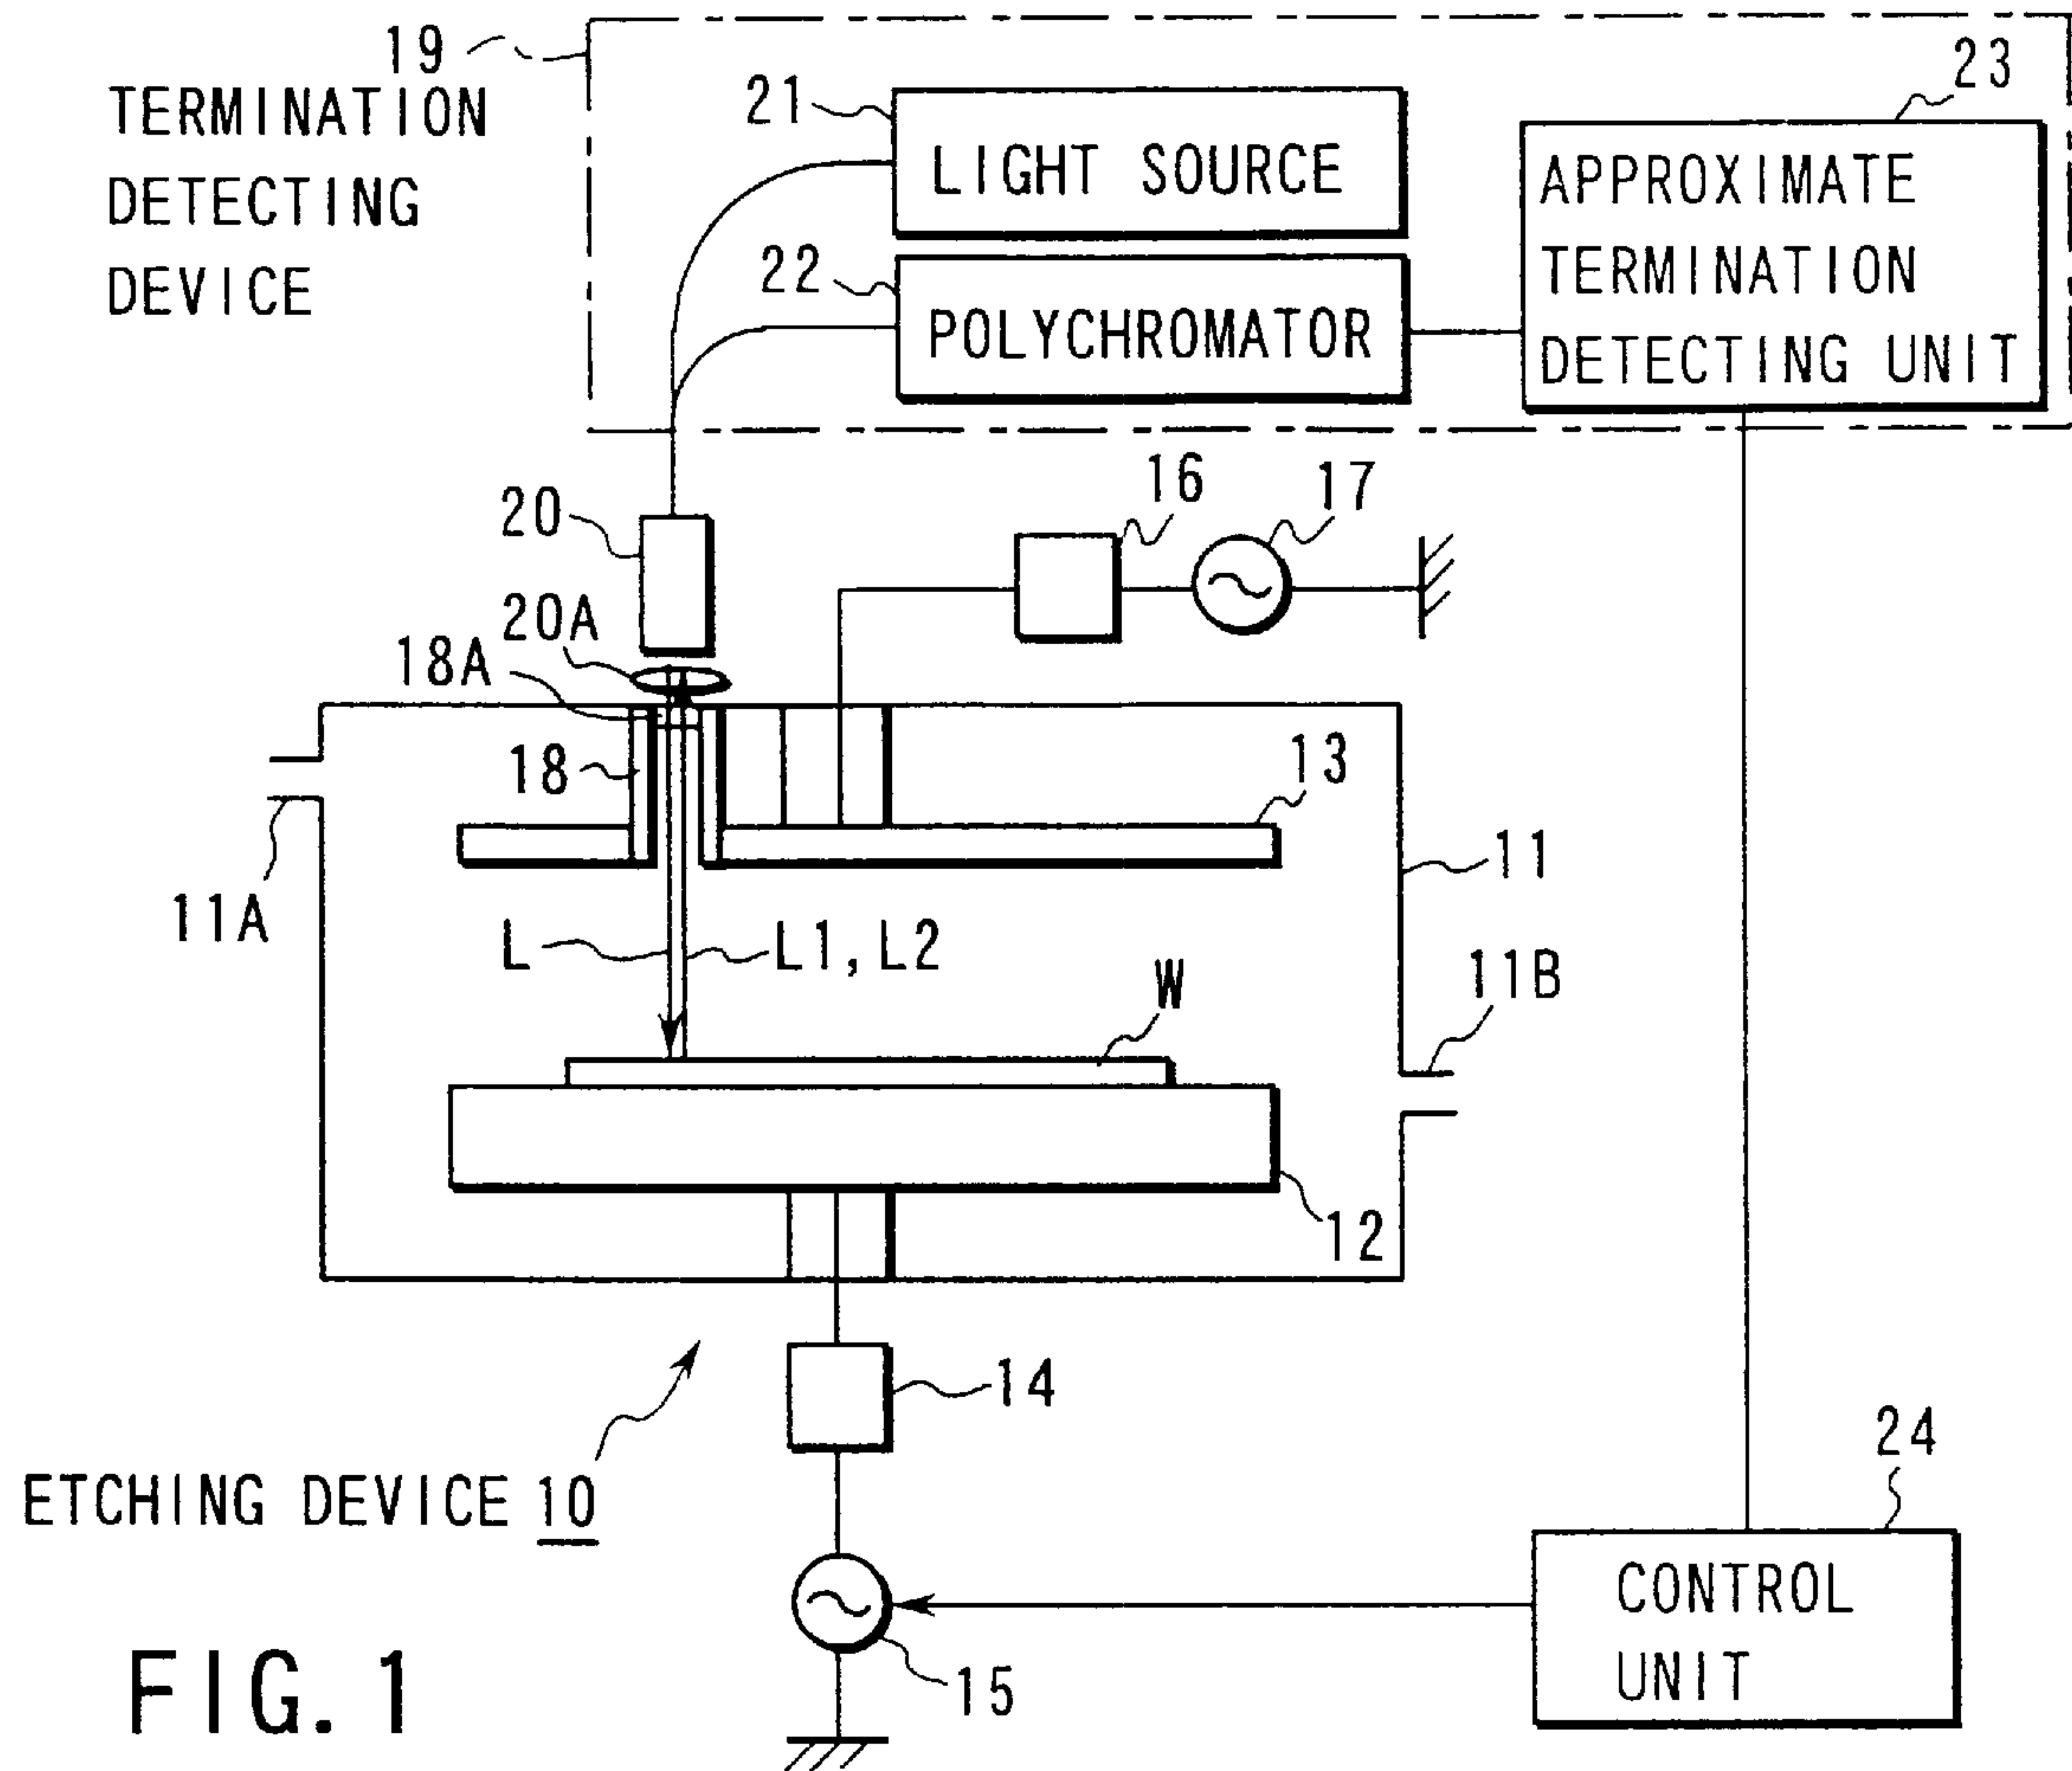 19
TERMINATION
DETECTING
DEVICE
21
LIGHT SOURCE
22
POLYCHROMATOR
23
APPROXIMATE
TERMINATION
DETECTING UNIT
20
16
17
20A
18A
18
13
11A
11
L
L1, L2
W
11B
12
14
ETCHING DEVICE 10
24
CONTROL
UNIT
15
FIG. 1